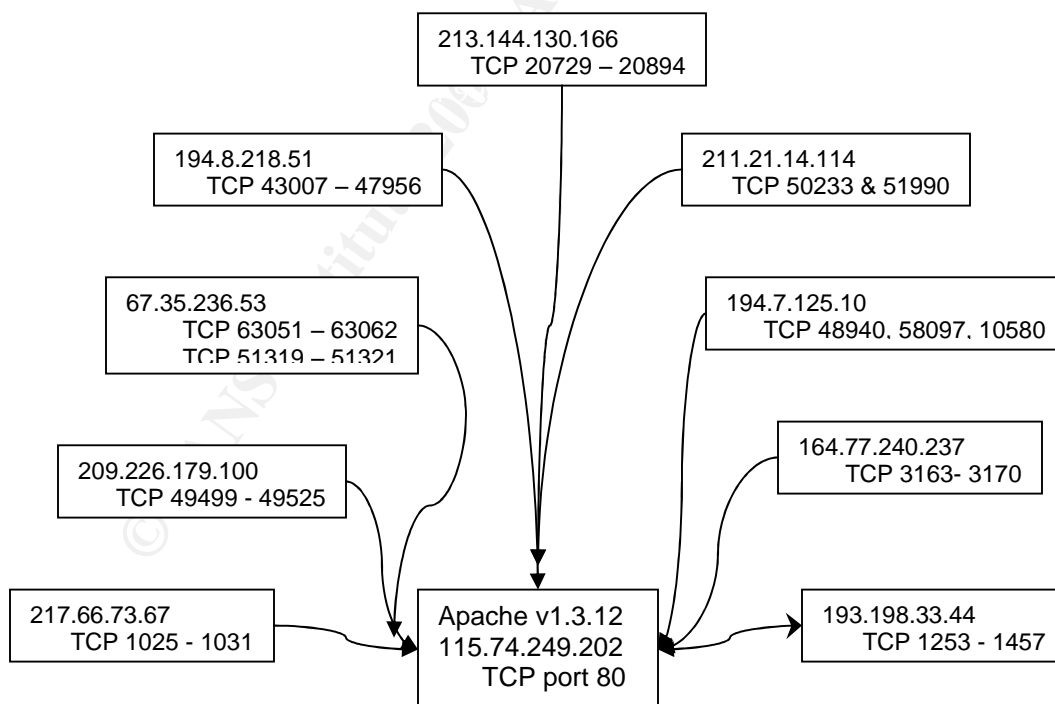 213.144.130.166
TCP 20729 – 20894
194.8.218.51
TCP 43007 – 47956
211.21.14.114
TCP 50233 & 51990
67.35.236.53
TCP 63051 – 63062
TCP 51319 – 51321
194.7.125.10
TCP 48940, 58097, 10580
209.226.179.100
TCP 49499 - 49525
164.77.240.237
TCP 3163- 3170
217.66.73.67
TCP 1025 - 1031
Apache v1.3.12
115.74.249.202
TCP port 80
193.198.33.44
TCP 1253 - 1457